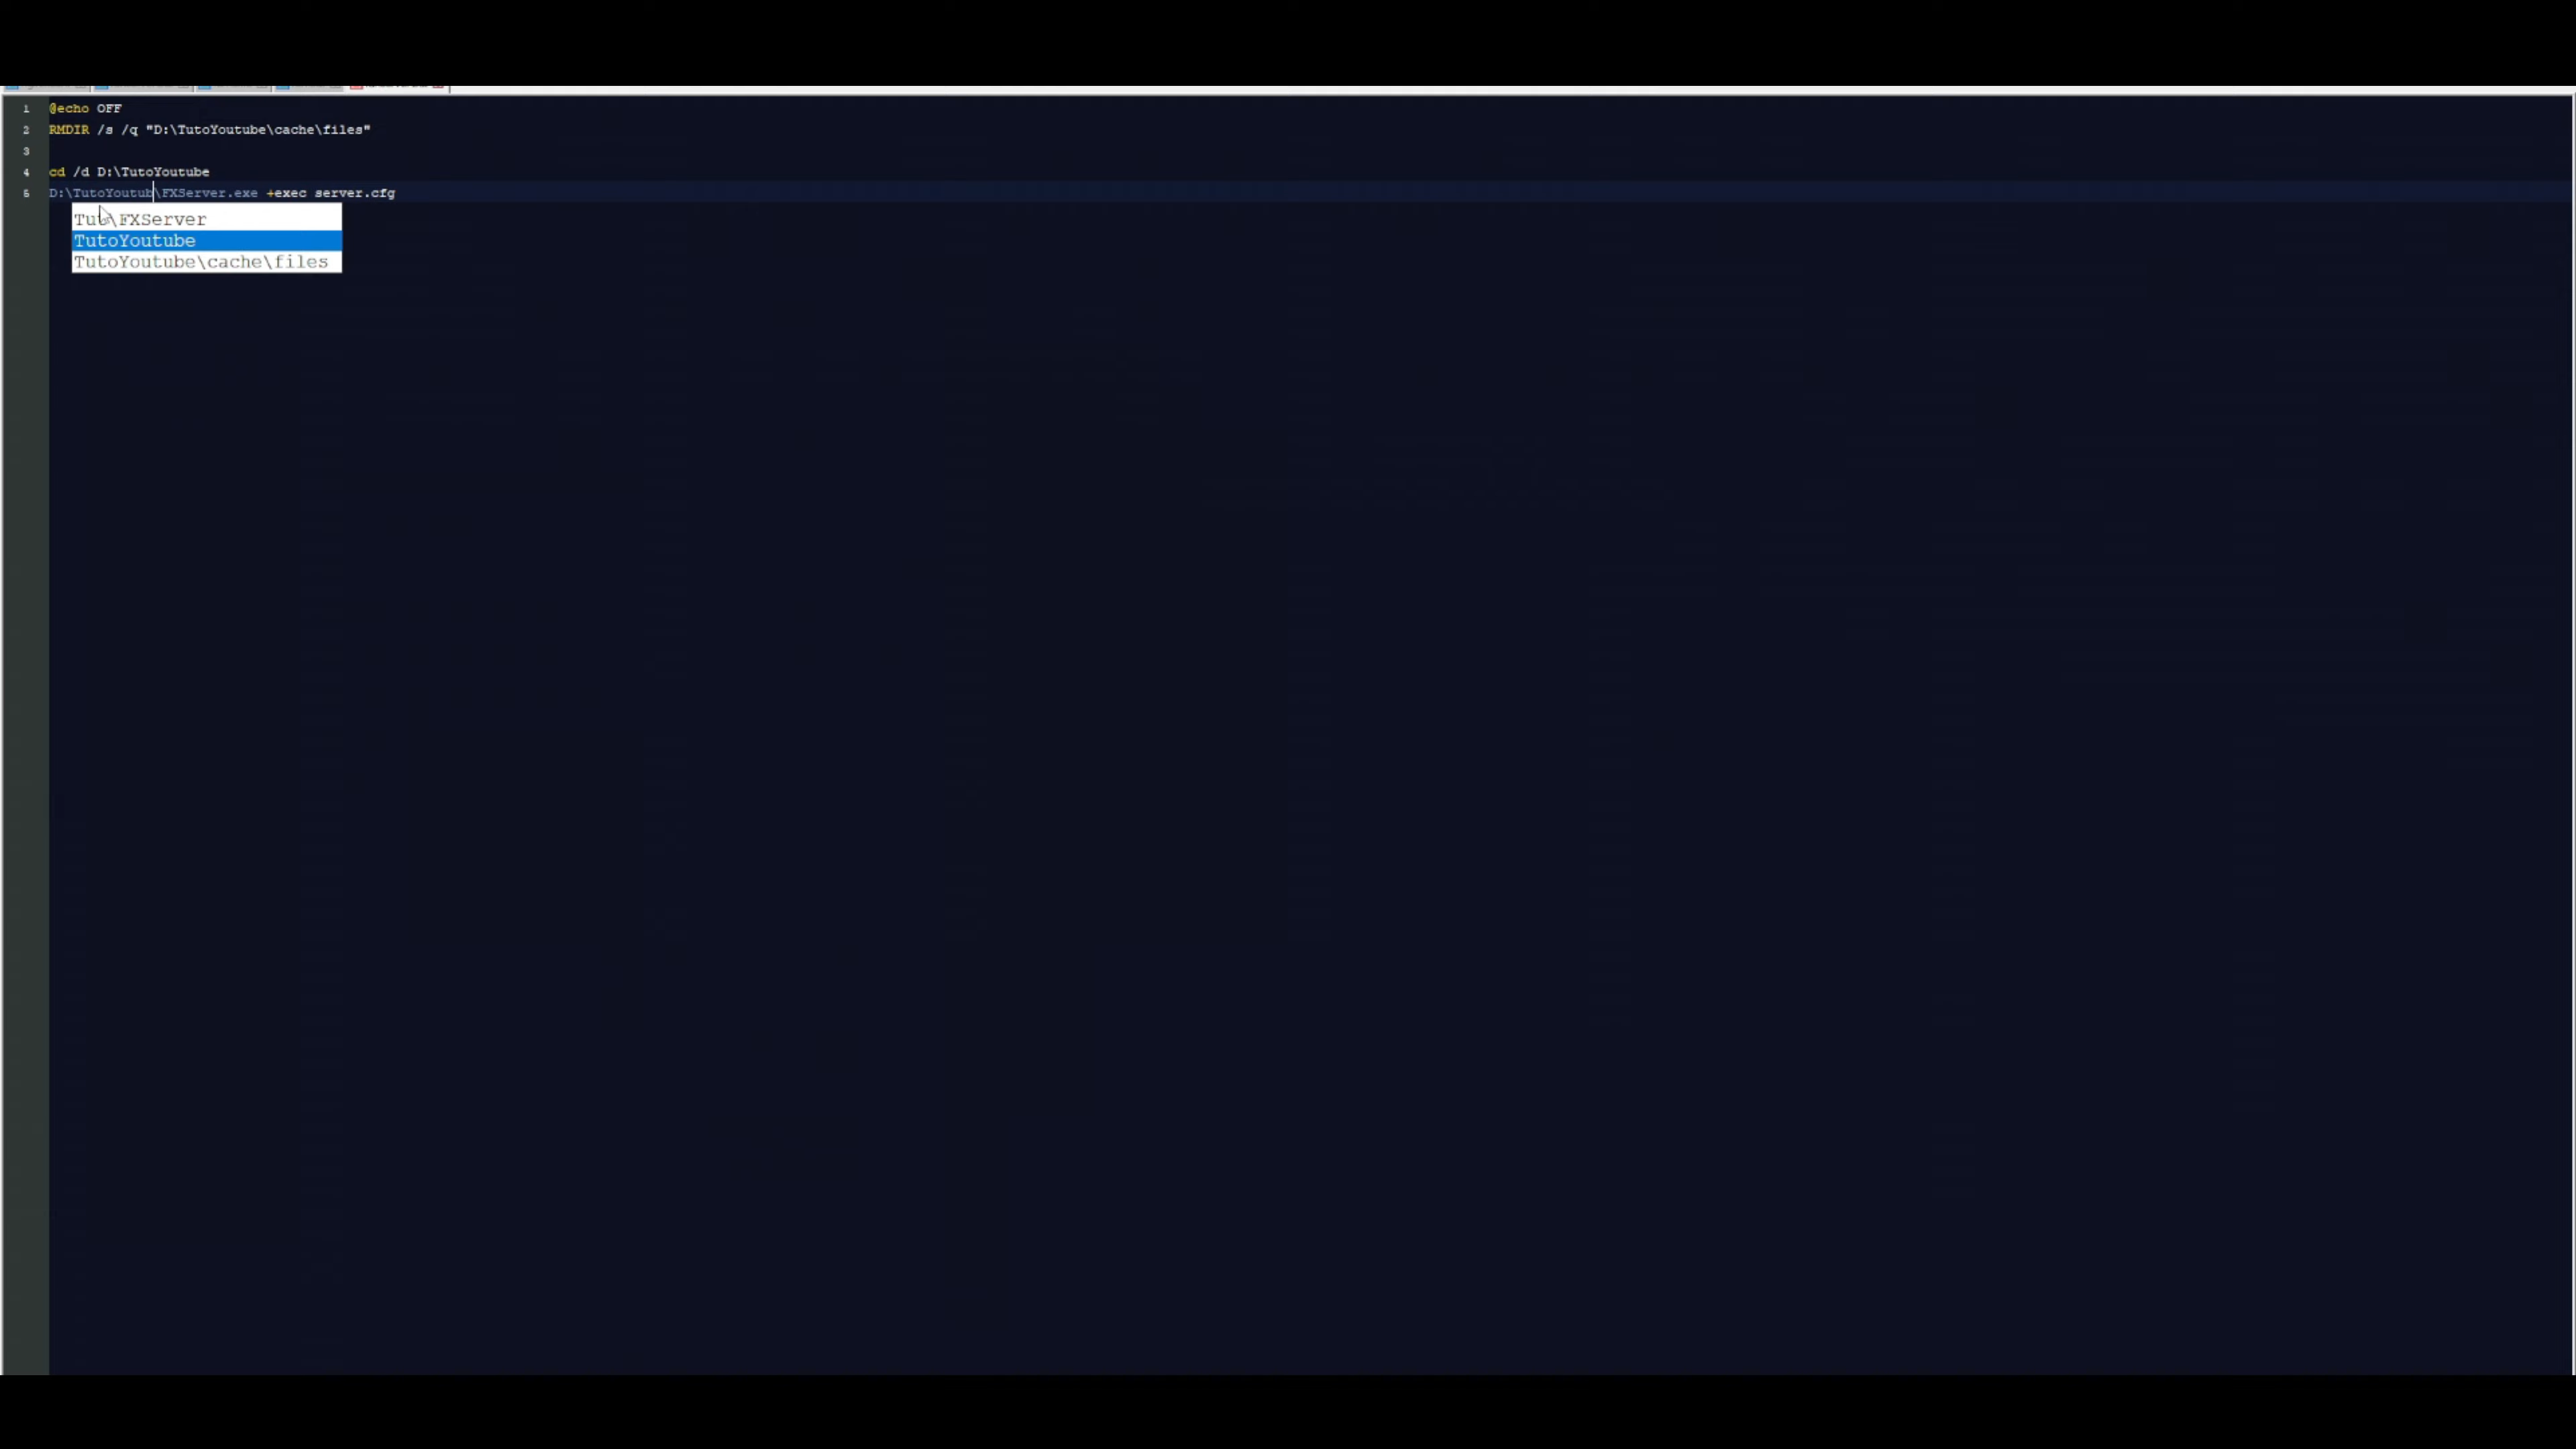 1 @echo OFF
2 RMDIR /s /q "D:\TutoYoutube\cache\files"
3
4 cd /d D:\TutoYoutube
5 D:\TutoYoutub\FXServer.exe +exec server.cfg
Tut\FXServer
TutoYoutube
TutoYoutube\cache\files